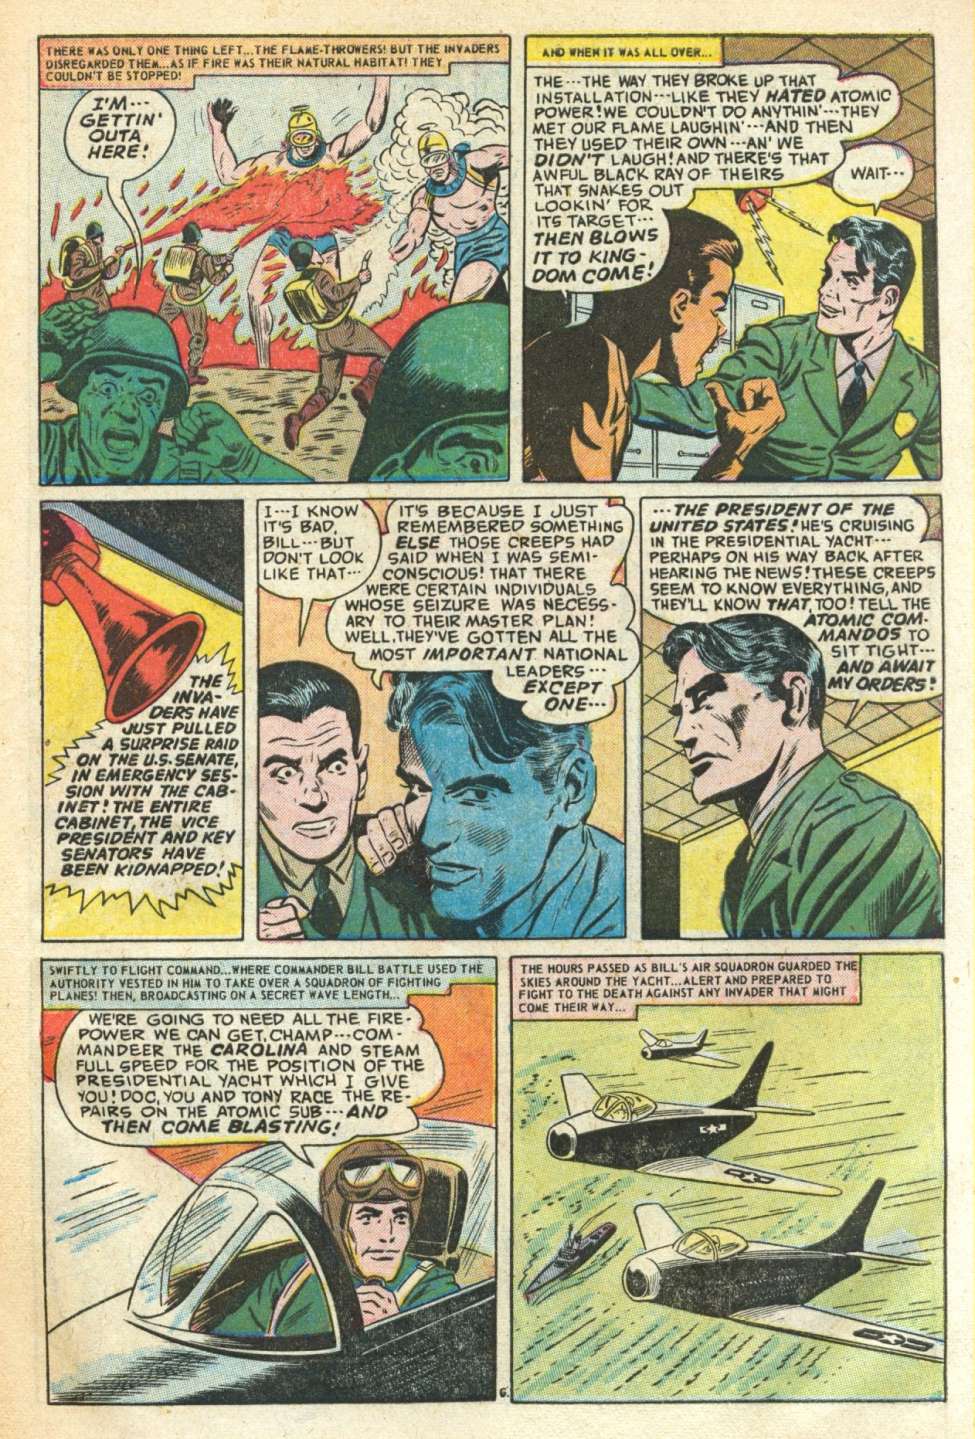 THERE WAS ONLY ONE THING LEFT...THE FLAME-THROWERS! BUT THE INVADERS
DISREGARDED THEM...AS IF FIRE WAS THEIR NATURAL HABITAT! THEY
COULDN'T BE STOPPED!
I'M---
GETTIN'
OUTA
HERE!
AND WHEN IT WAS ALL OVER...
THE---THE WAY THEY BROKE UP THAT
INSTALLATION---LIKE THEY HATED ATOMIC
POWER! WE COULDN'T DO ANYTHIN'---THEY
MET OUR FLAME LAUGHIN'---AND THEN
THEY USED THEIR OWN---AN' WE
DIDN'T LAUGH! AND THERE'S THAT
AWFUL BLACK RAY OF THEIRS
THAT SNAKES OUT
LOOKIN' FOR
ITS TARGET---
THEN BLOWS
IT TO KING-
DOM COME!
WAIT---
THE
INVA-
DERS HAVE
JUST PULLED
A SURPRISE RAID
ON THE U.S. SENATE,
IN EMERGENCY SES-
SION WITH THE CAB-
INET! THE ENTIRE
CABINET, THE VICE
PRESIDENT AND KEY
SENATORS HAVE
BEEN KIDNAPPED!
I---I KNOW
IT'S BAD,
BILL---BUT
DON'T LOOK
LIKE THAT---
IT'S BECAUSE I JUST
REMEMBERED SOMETHING
ELSE THOSE CREEPS HAD
SAID WHEN I WAS SEMI-
CONSCIOUS! THAT THERE
WERE CERTAIN INDIVIDUALS
WHOSE SEIZURE WAS NECESS-
ARY TO THEIR MASTER PLAN!
WELL, THEY'VE GOTTEN ALL THE
MOST IMPORTANT NATIONAL
LEADERS---
EXCEPT
ONE---
---THE PRESIDENT OF THE
UNITED STATES! HE'S CRUISING
IN THE PRESIDENTIAL YACHT---
PERHAPS ON HIS WAY BACK AFTER
HEARING THE NEWS! THESE CREEPS
SEEM TO KNOW EVERYTHING, AND
THEY'LL KNOW THAT, TOO! TELL THE
ATOMIC COM-
MANDOS TO
SIT TIGHT---
AND AWAIT
MY ORDERS!
SWIFTLY TO FLIGHT COMMAND...WHERE COMMANDER BILL BATTLE USED THE
AUTHORITY VESTED IN HIM TO TAKE OVER A SQUADRON OF FIGHTING
PLANES! THEN, BROADCASTING ON A SECRET WAVE LENGTH...
WE'RE GOING TO NEED ALL THE FIRE-
POWER WE CAN GET, CHAMP---COM-
MANDEER THE CAROLINA AND STEAM
FULL SPEED FOR THE POSITION OF THE
PRESIDENTIAL YACHT WHICH I GIVE
YOU! DOC, YOU AND TONY RACE THE RE-
PAIRS ON THE ATOMIC SUB---AND
THEN COME BLASTING!
6.
THE HOURS PASSED AS BILL'S AIR SQUADRON GUARDED THE
SKIES AROUND THE YACHT...ALERT AND PREPARED TO
FIGHT TO THE DEATH AGAINST ANY INVADER THAT MIGHT
COME THEIR WAY...